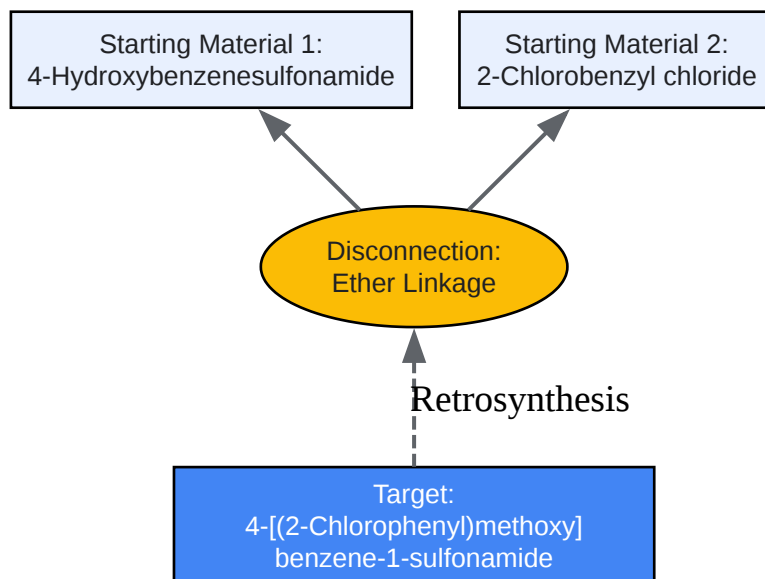 Starting Material 1:
4-Hydroxybenzenesulfonamide
Starting Material 2:
2-Chlorobenzyl chloride
Disconnection:
Ether Linkage
Retrosynthesis
Target:
4-[(2-Chlorophenyl)methoxy]
benzene-1-sulfonamide